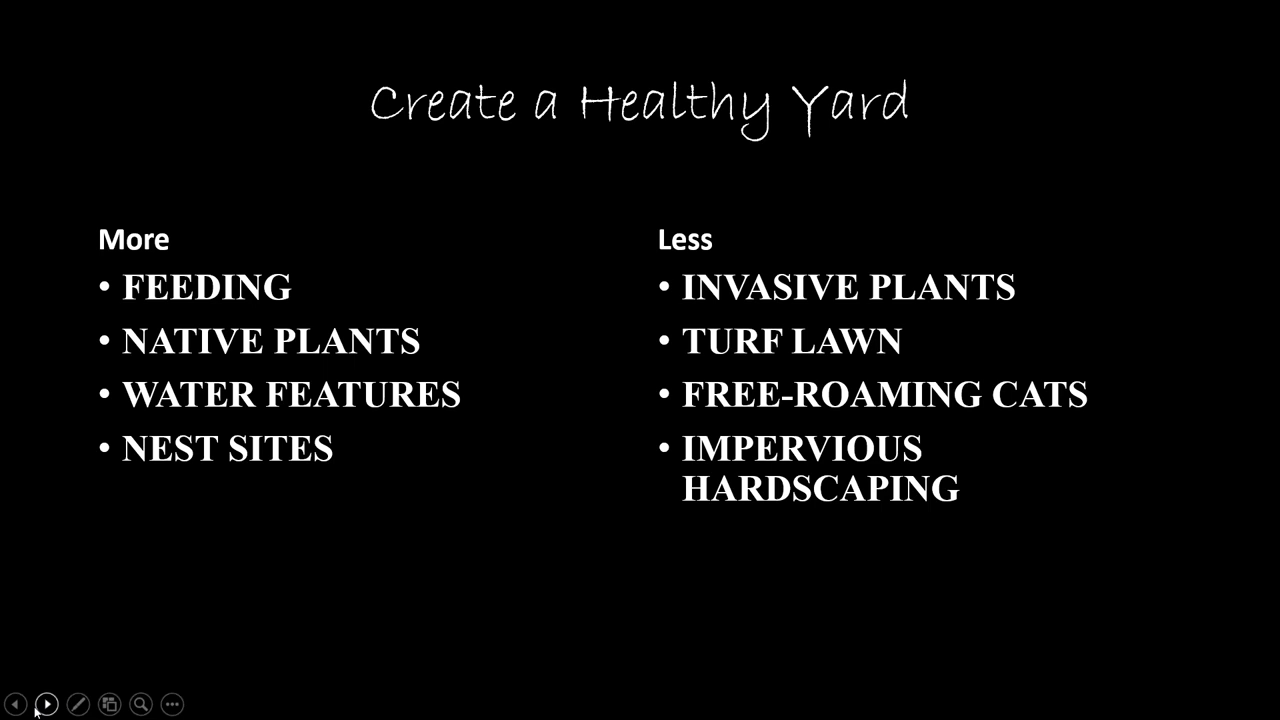 Create a Healthy Yard
More
• FEEDING
• NATIVE PLANTS
• WATER FEATURES
• NEST SITES
Less
• INVASIVE PLANTS
• TURF LAWN
• FREE-ROAMING CATS
• IMPERVIOUS
HARDSCAPING